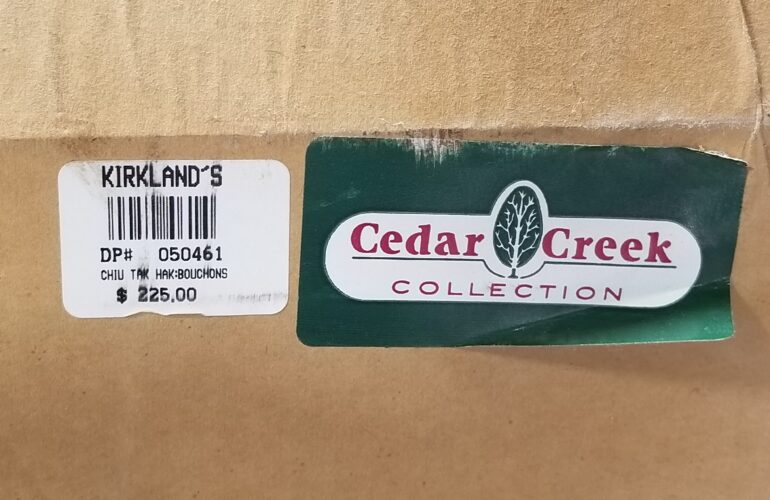 KIRKLAND´S
DP# 050461
CHIU TAK HAK:BOUCHONS
$ 225.00
Cedar Creek
COLLECTION